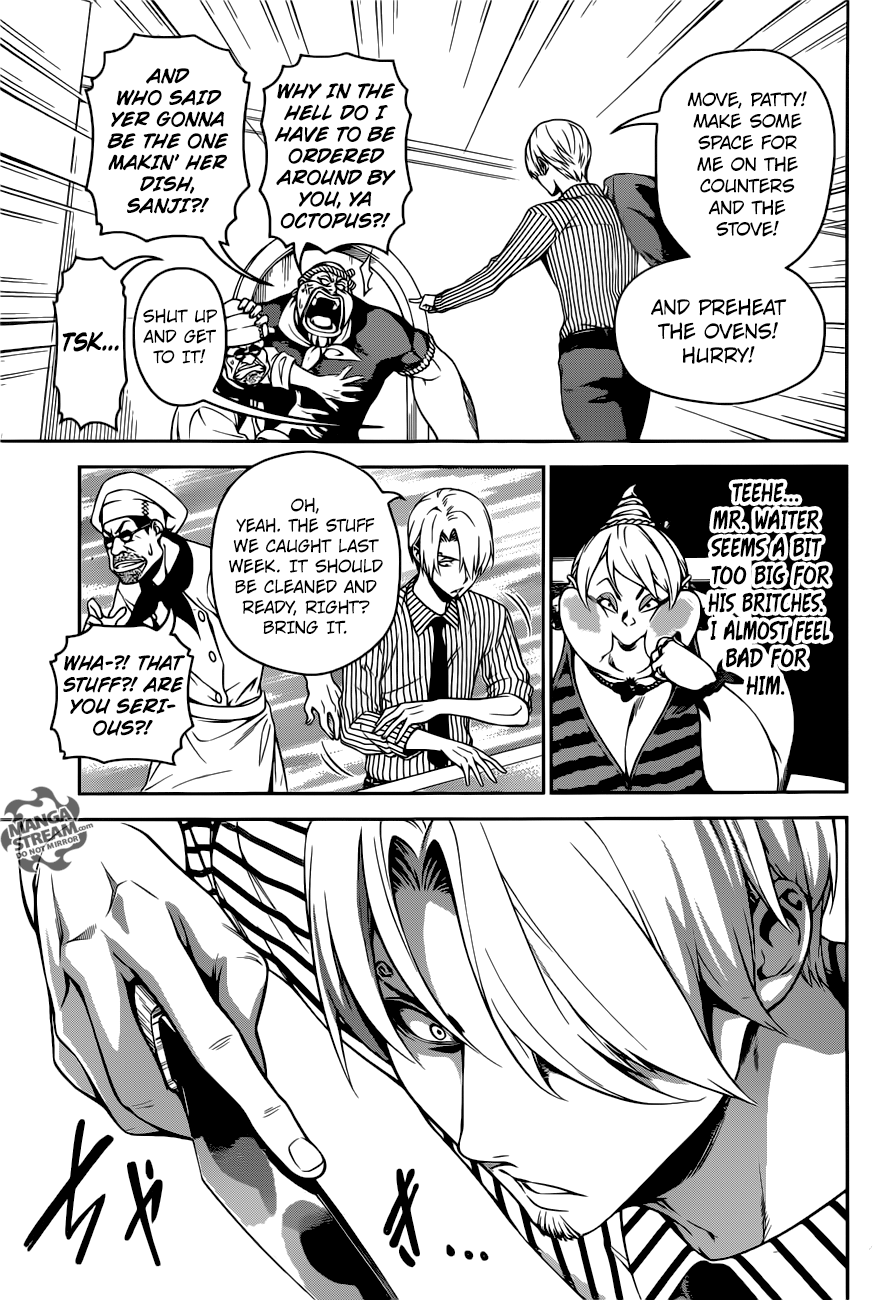 MOVE, PATTY!
MAKE SOME
SPACE FOR
ME ON THE
COUNTERS
AND THE
STOVE!
AND PREHEAT
THE OVENS!
HURRY!
WHY IN THE
HELL DO I
HAVE TO BE
ORDERED
AROUND BY
YOU, YA
OCTOPUS?!
AND
WHO SAID
YER GONNA
BE THE ONE
MAKIN' HER
DISH,
SANJI?!
SHUT UP
AND GET
TO IT!
TSK...
TEEHE...
MR. WAITER
SEEMS A BIT
TOO BIG FOR
HIS BRITCHES.
I ALMOST FEEL
BAD FOR
HIM.
OH,
YEAH. THE STUFF
WE CAUGHT LAST
WEEK. IT SHOULD
BE CLEANED AND
READY, RIGHT?
BRING IT.
WHA-?! THAT
STUFF?! ARE
YOU SERI-
OUS?!
MANGA
STREAM.com
DO NOT MIRROR